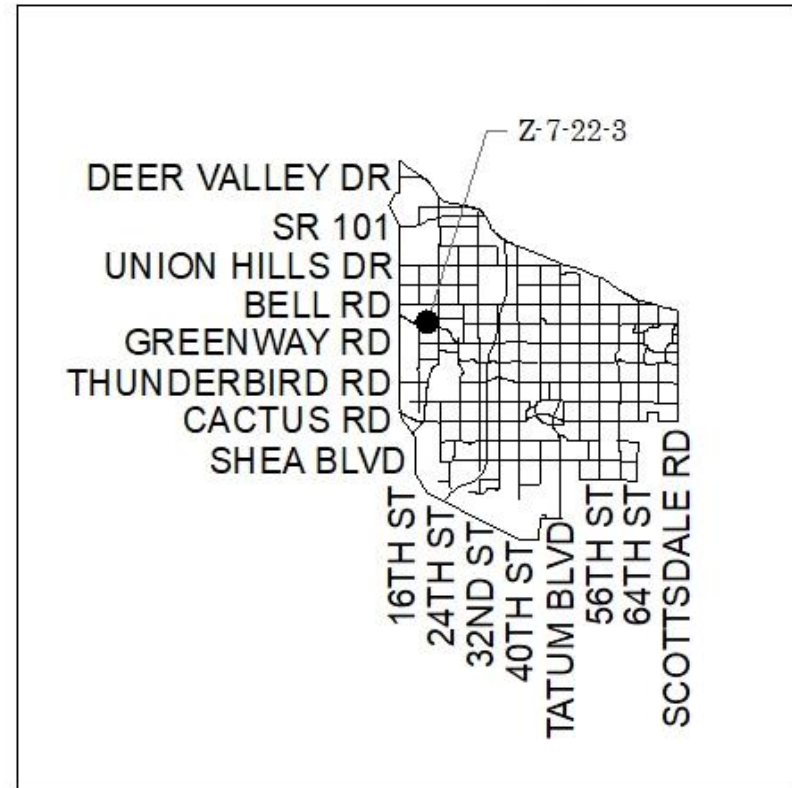 Z-7-22-3
DEER VALLEY DR
SR 101
UNION HILLS DR
BELL RD
GREENWAY RD
THUNDERBIRD RD
CACTUS RD
SHEA BLVD
16TH ST
24TH ST
32ND ST
40TH ST
TATUM BLVD
56TH ST
64TH ST
SCOTTSDALE RD